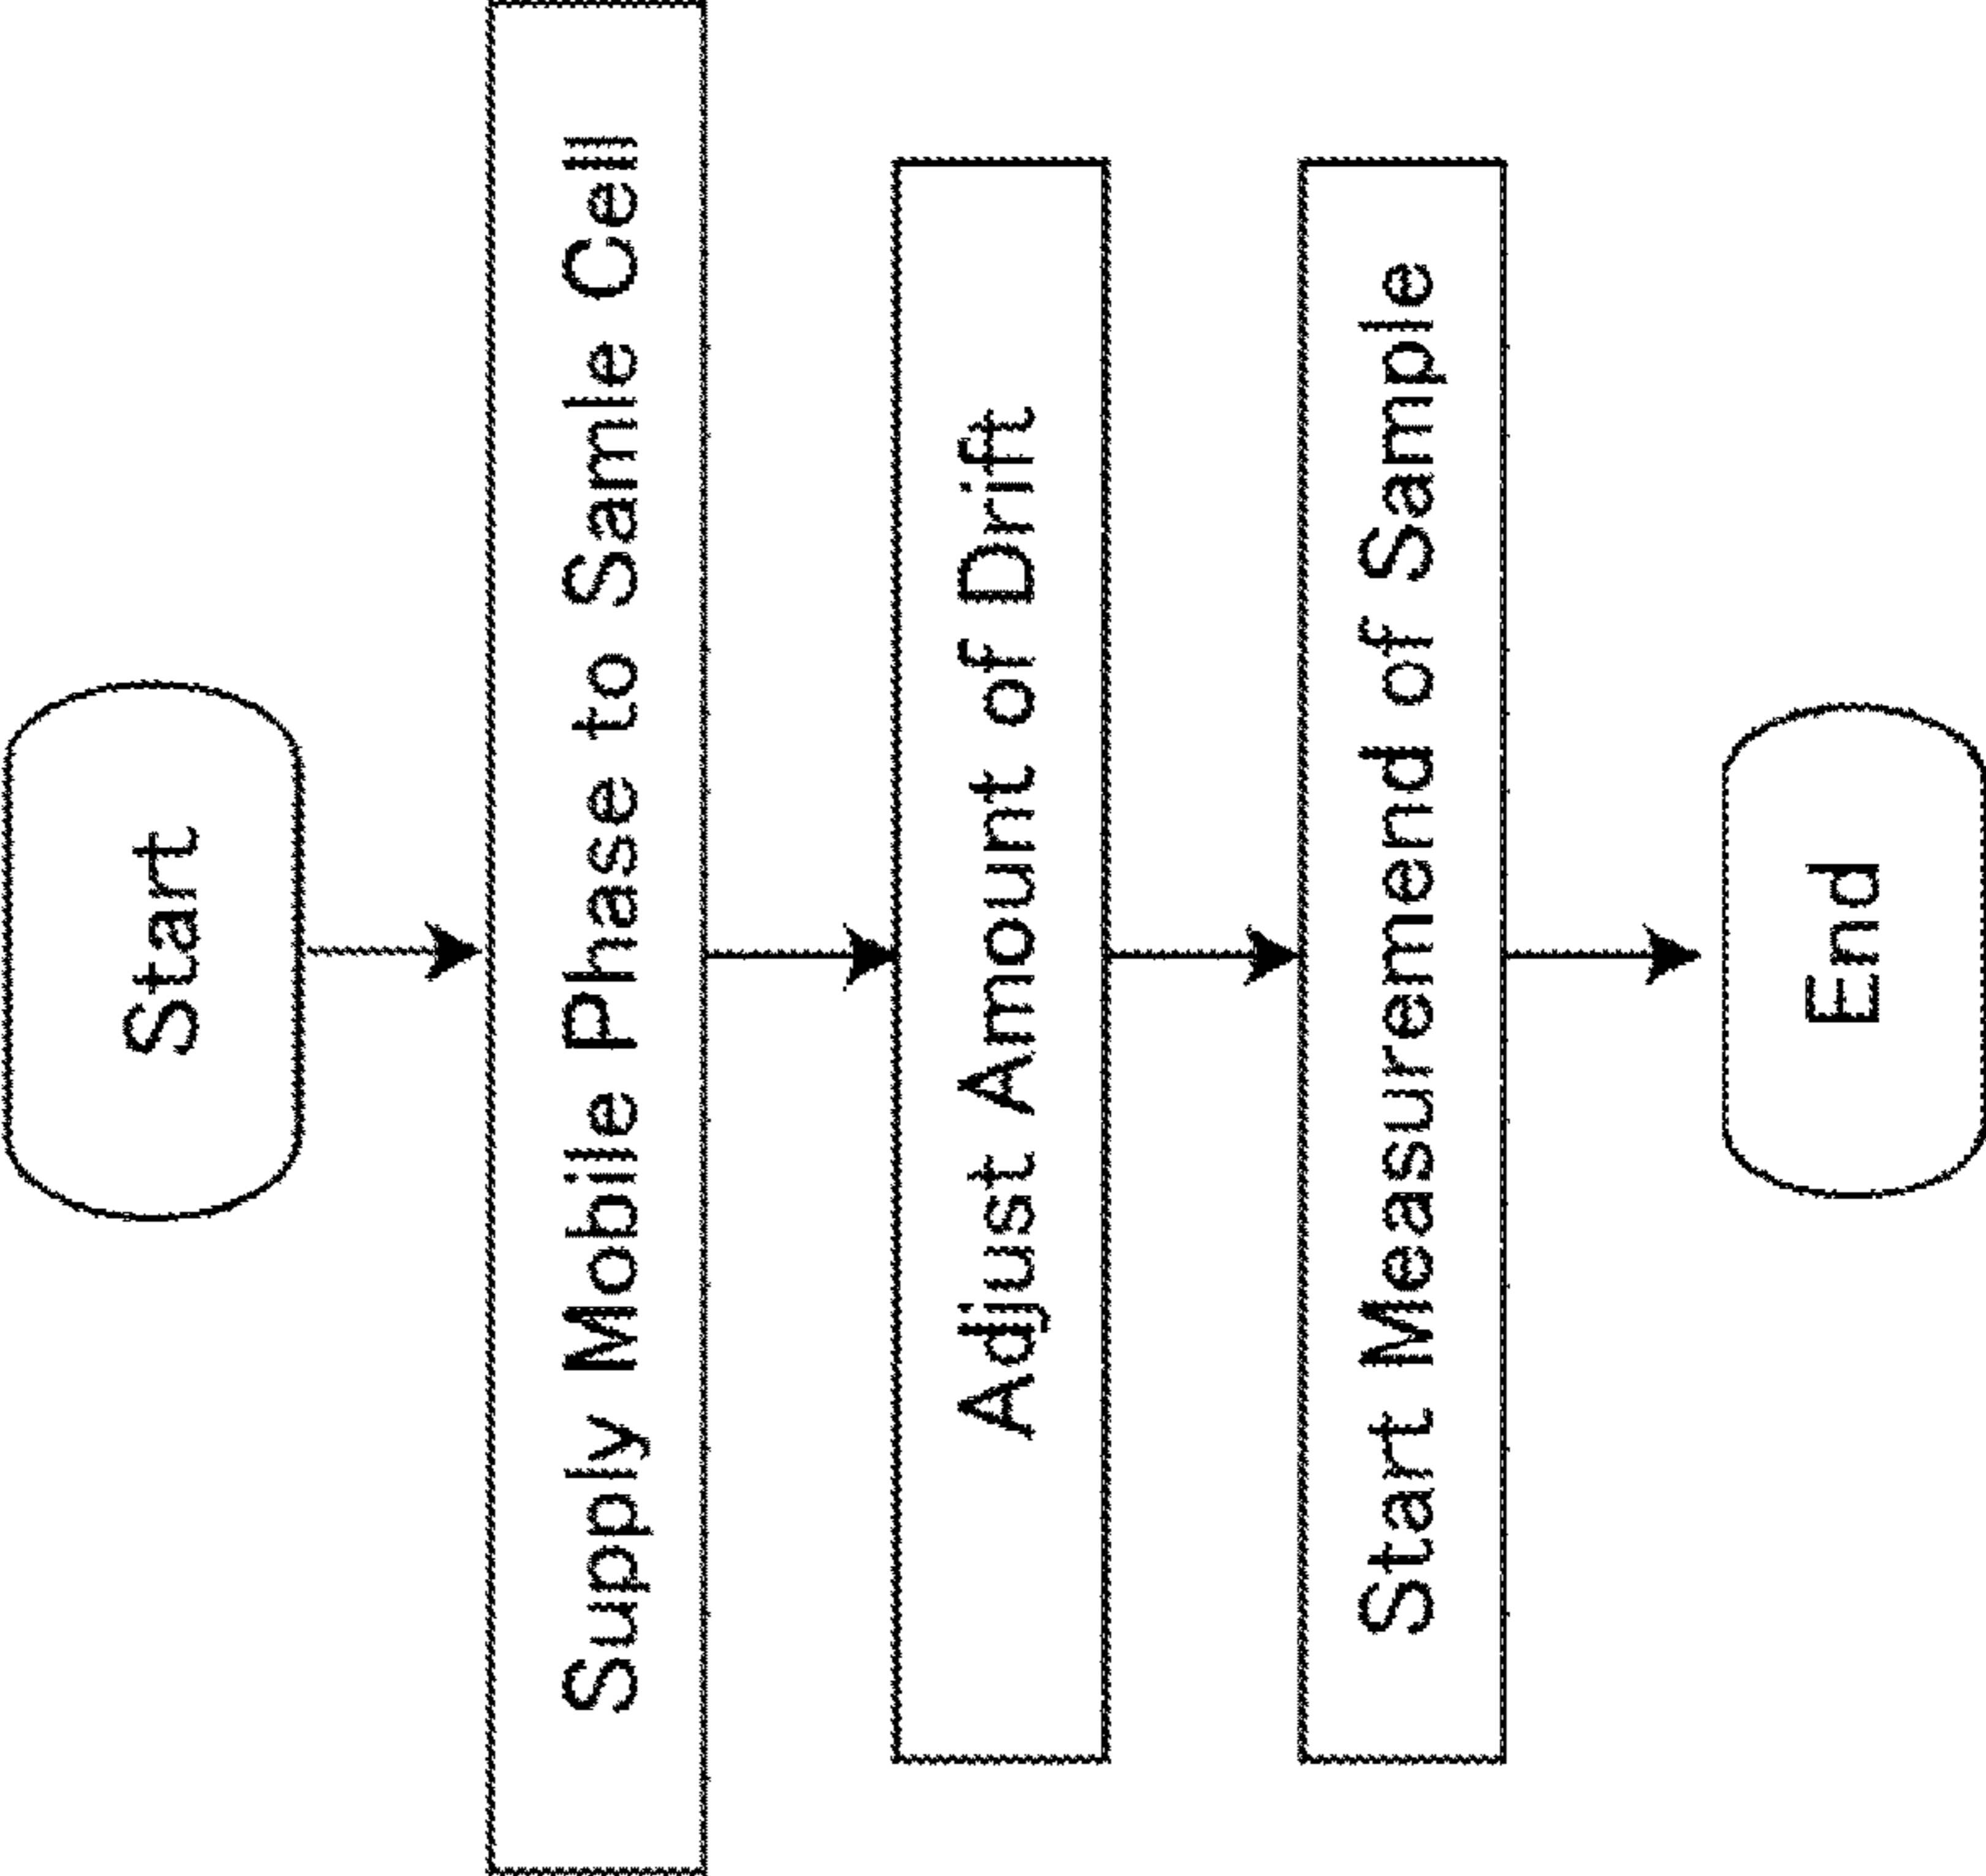 Start
Supply Mobile Phase to Samle Cell
Adjust Amount of Drift
Start Measuremend of Sample
End